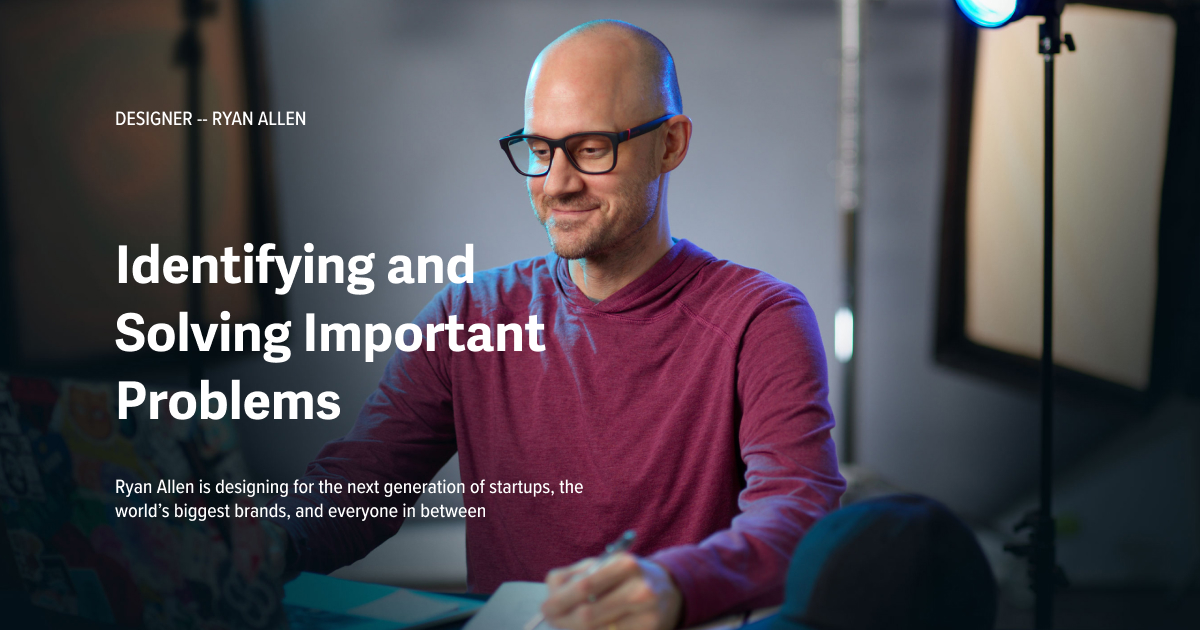 DESIGNER -- RYAN ALLEN
Identifying and
Solving Important
Problems
Ryan Allen is designing for the next generation of startups, the
world’s biggest brands, and everyone in between